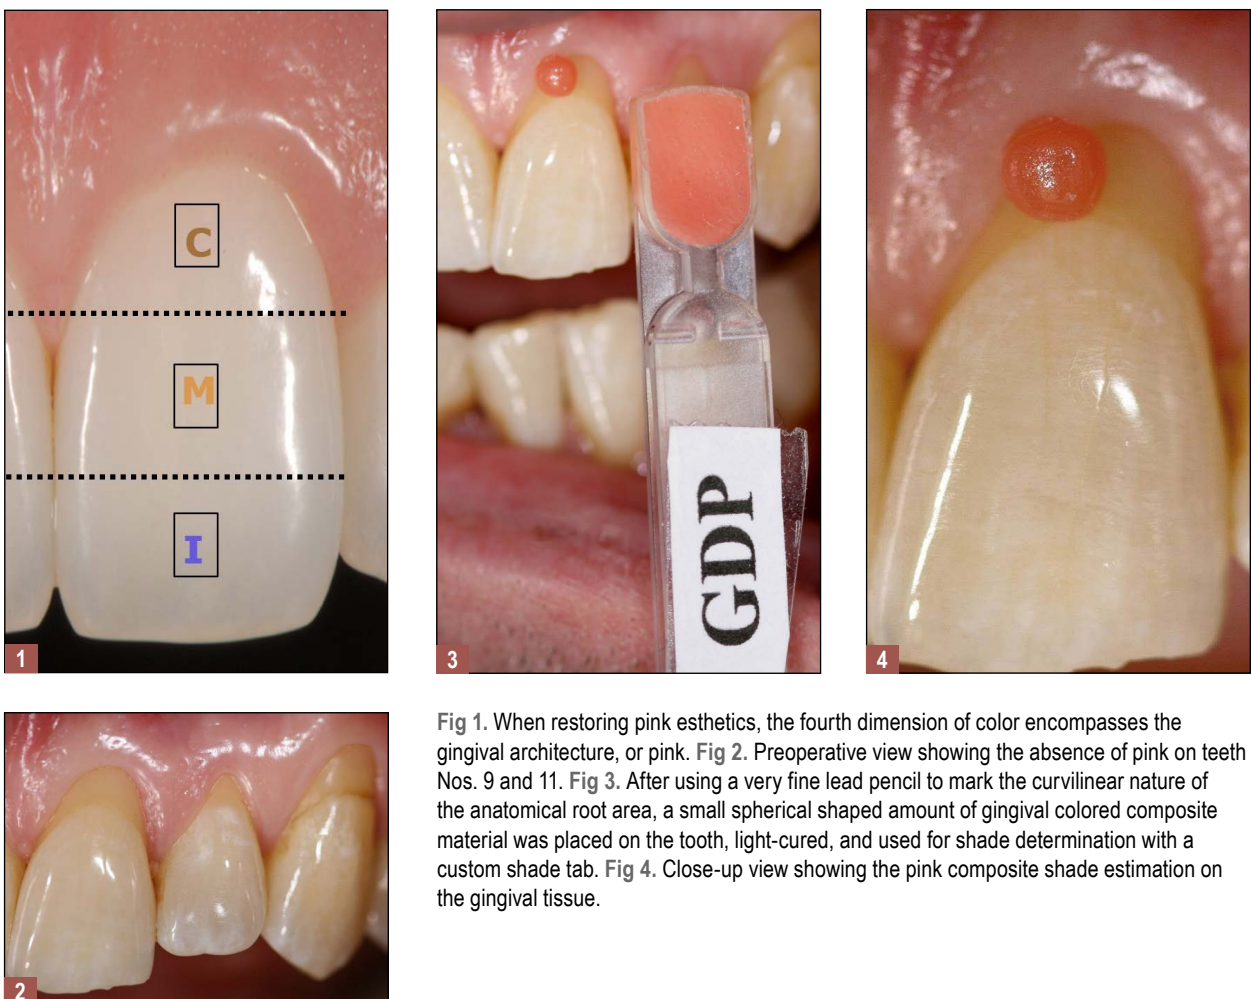 C
M
I
1
GDP
3
4
2
Fig 1. When restoring pink esthetics, the fourth dimension of color encompasses the
gingival architecture, or pink. Fig 2. Preoperative view showing the absence of pink on teeth
Nos. 9 and 11. Fig 3. After using a very fine lead pencil to mark the curvilinear nature of
the anatomical root area, a small spherical shaped amount of gingival colored composite
material was placed on the tooth, light-cured, and used for shade determination with a
custom shade tab. Fig 4. Close-up view showing the pink composite shade estimation on
the gingival tissue.